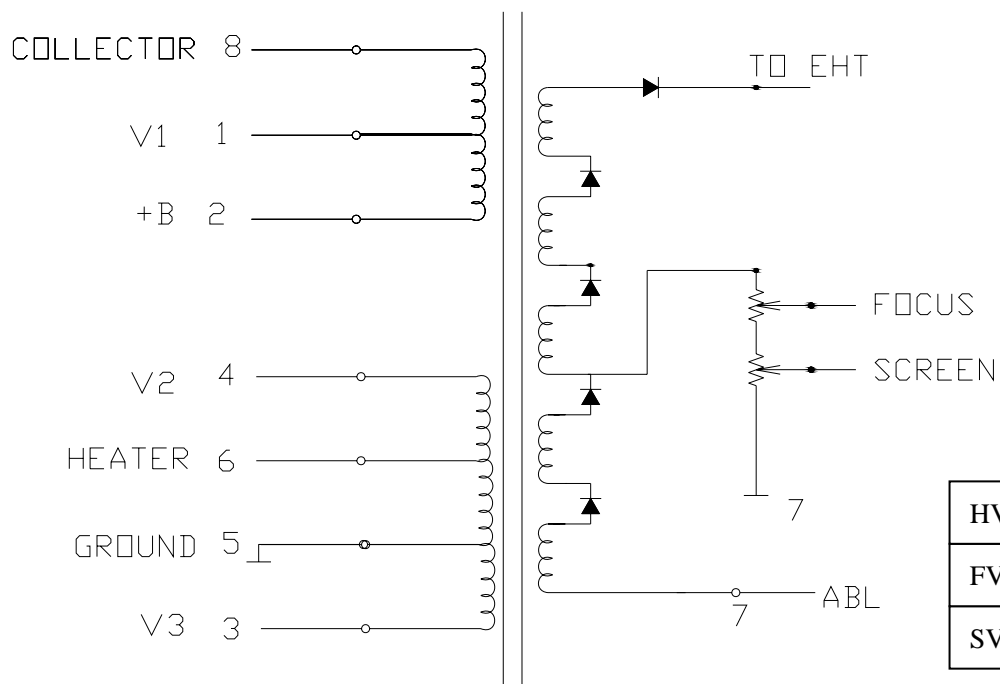 COLLECTOR 8
TO EHT
V1 1
+B 2
FOCUS
V2 4
SCREEN
HEATER 6
7
HV
GROUND 5
FV
ABL
7
V3 3
SV